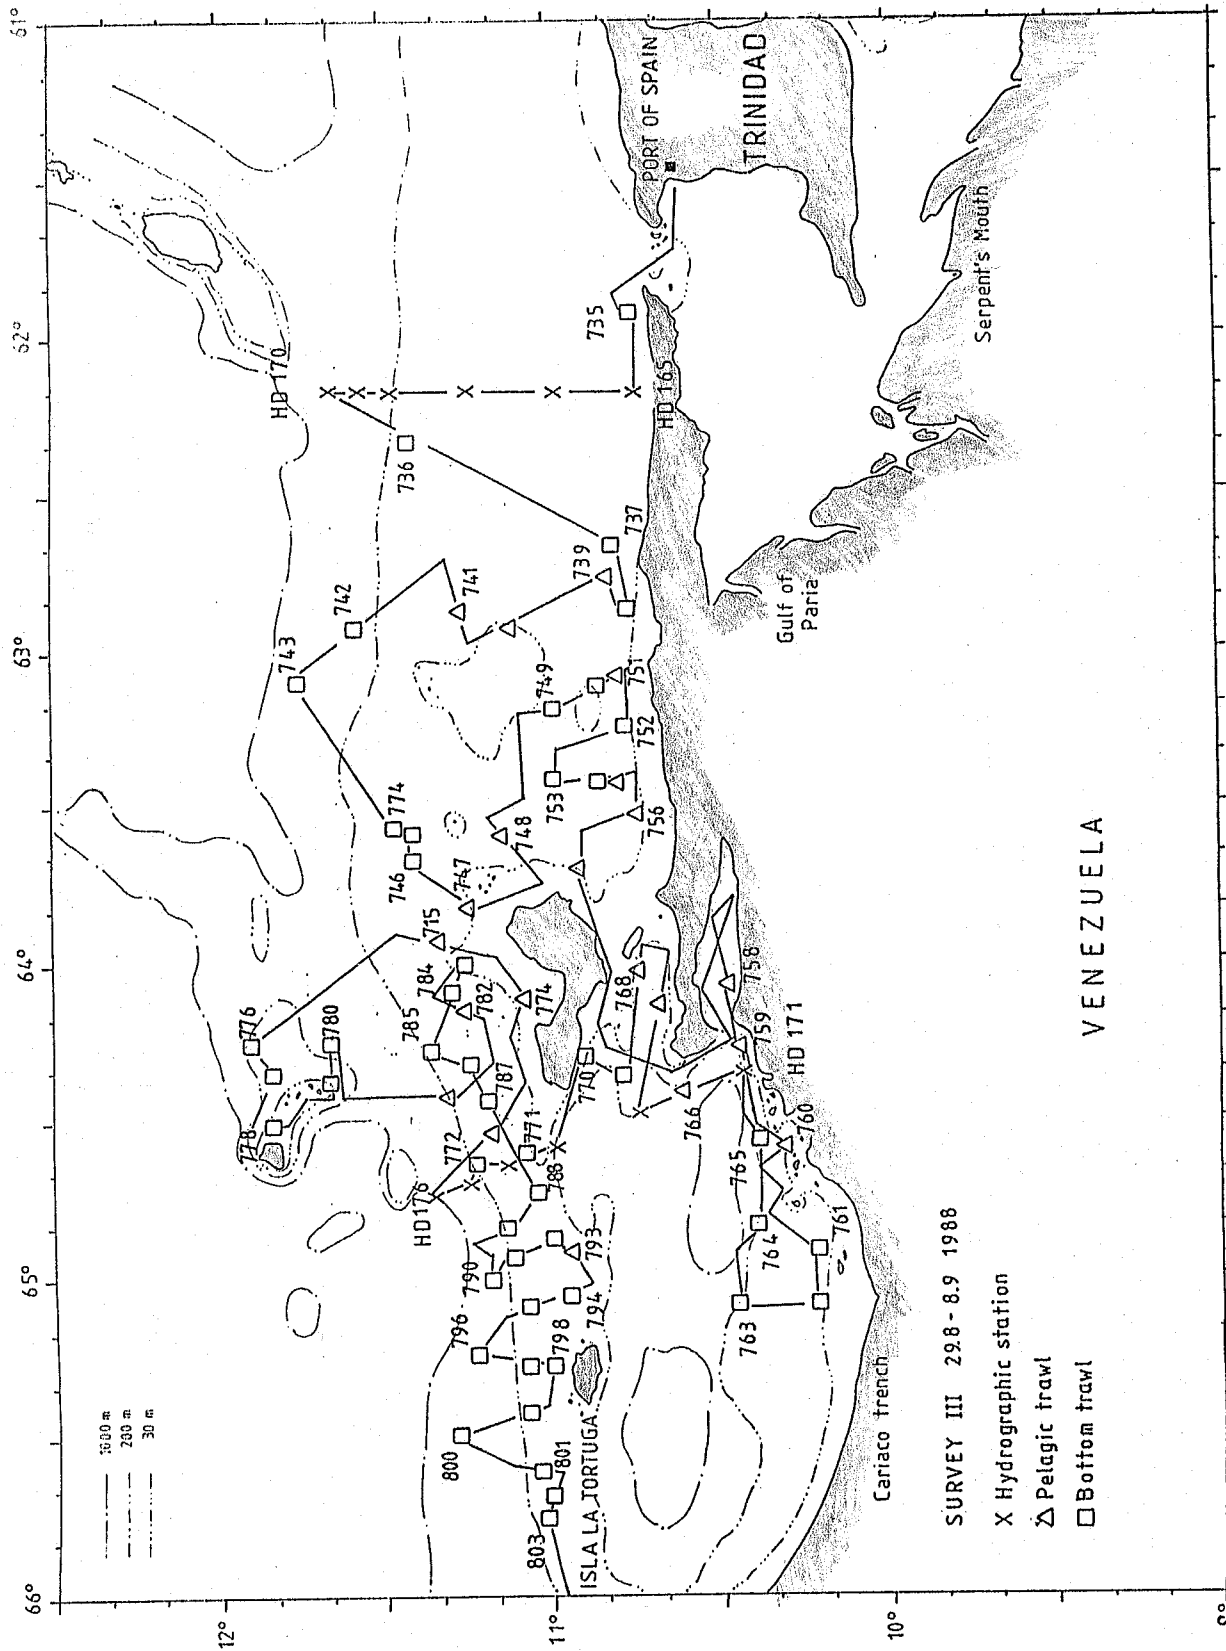 61°
62°
63°
64°
65°
66°
12°
11°
10°
1000 m
200 m
30 m
HD 170
HD 165
PORT OF SPAIN
TRINIDAD
Serpent's Mouth
Gulf of
Paria
735
736
737
739
741
742
743
749
751
752
753
756
774
746
747
748
715
784
785
782
774
776
780
778
787
768
770
758
759
HD 171
766
760
765
764
761
763
772
771
788
HD 176
790
793
794
796
798
800
801
803
ISLA LA TORTUGA
Cariaco trench
VENEZUELA
SURVEY III 29.8 - 8.9 1988
X Hydrographic station
△ Pelagic trawl
□ Bottom trawl